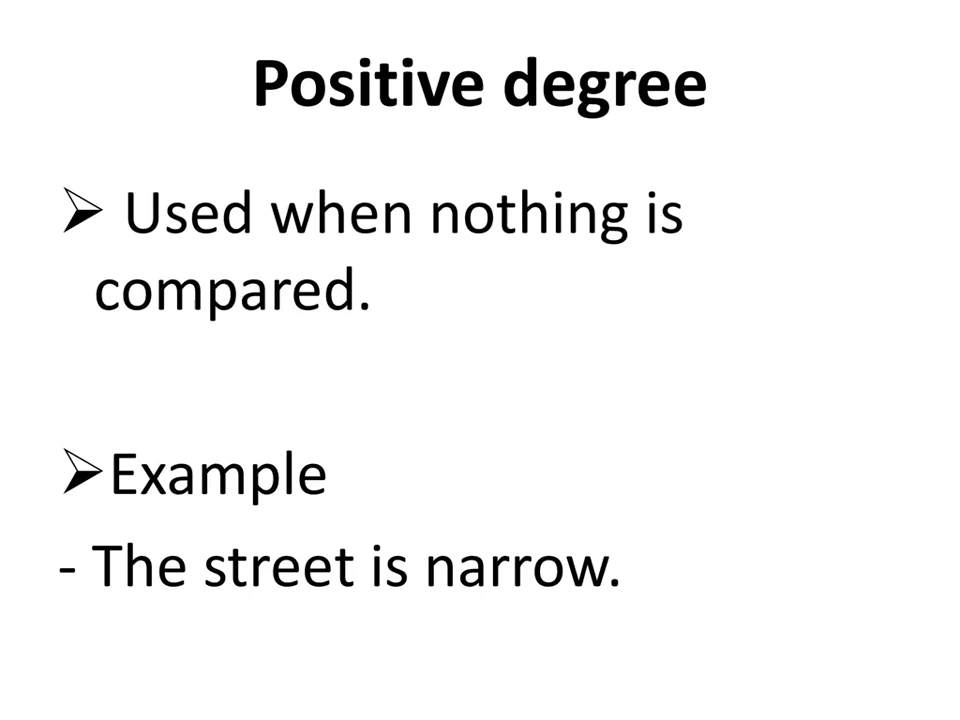 Positive degree
➢ Used when nothing is
compared.
➢Example
- The street is narrow.